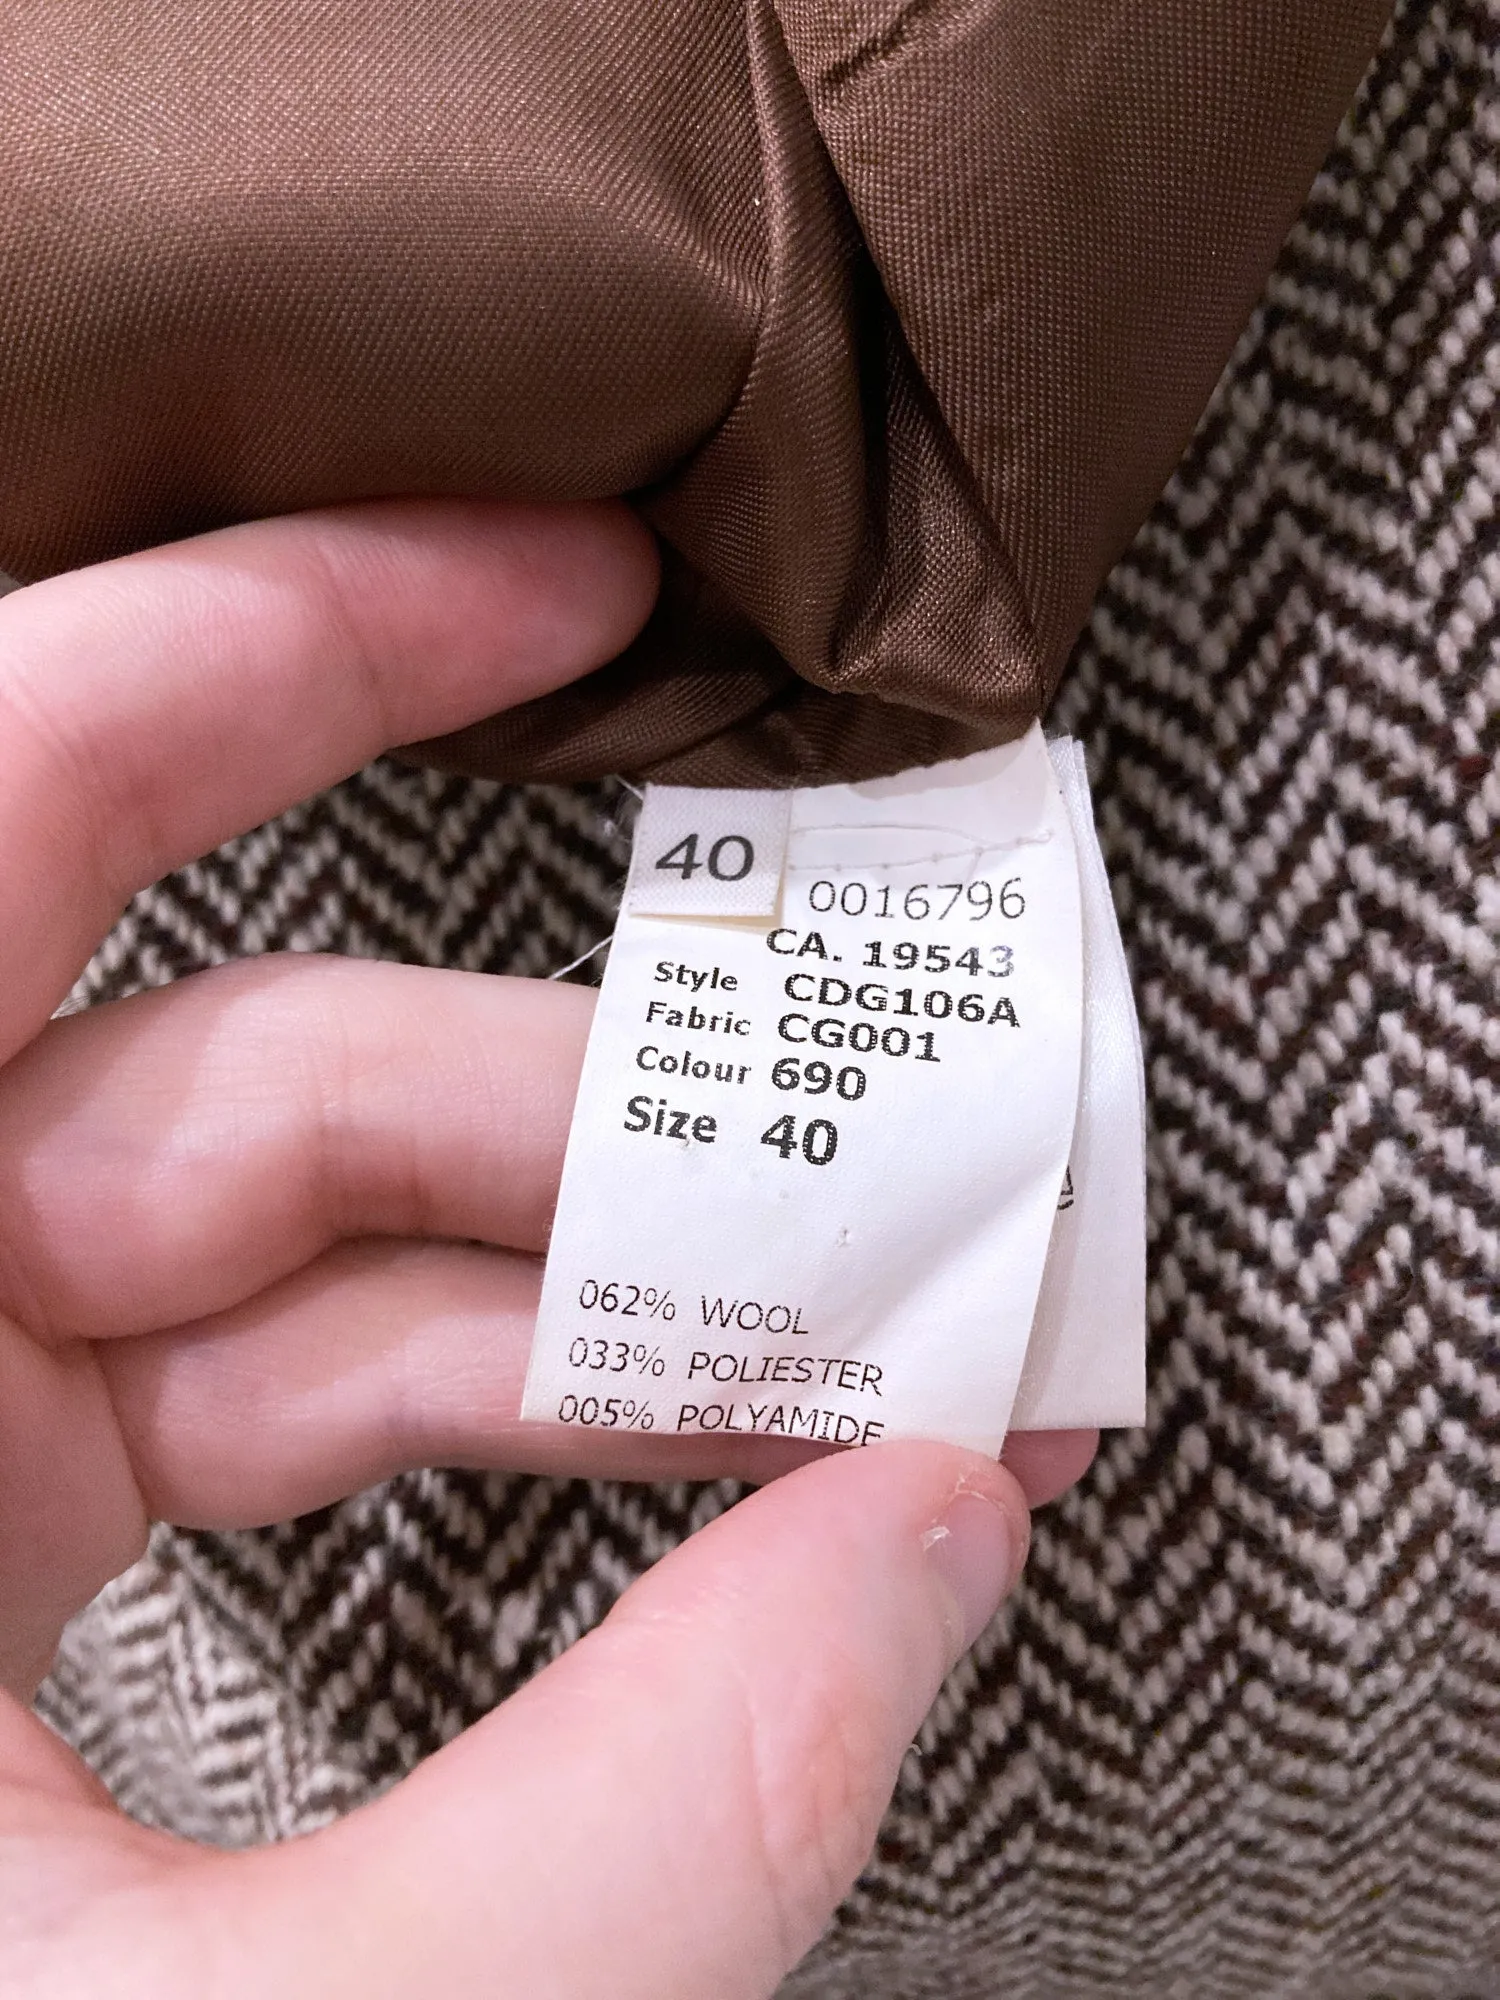 40
0016796
CA. 19543
Style CDG106A
Fabric CG001
Colour 690
Size 40
062% WOOL
033% POLIESTER
005% POLYAMIDE